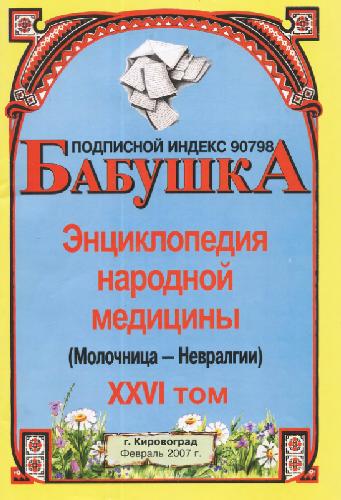 ПОДПИСНОЙ ИНДЕКС 90798
БАБУШКА
Энциклопедия
народной
медицины
(Молочница – Невралгии)
XXVI том
г. Кировоград
Февраль 2007 г.